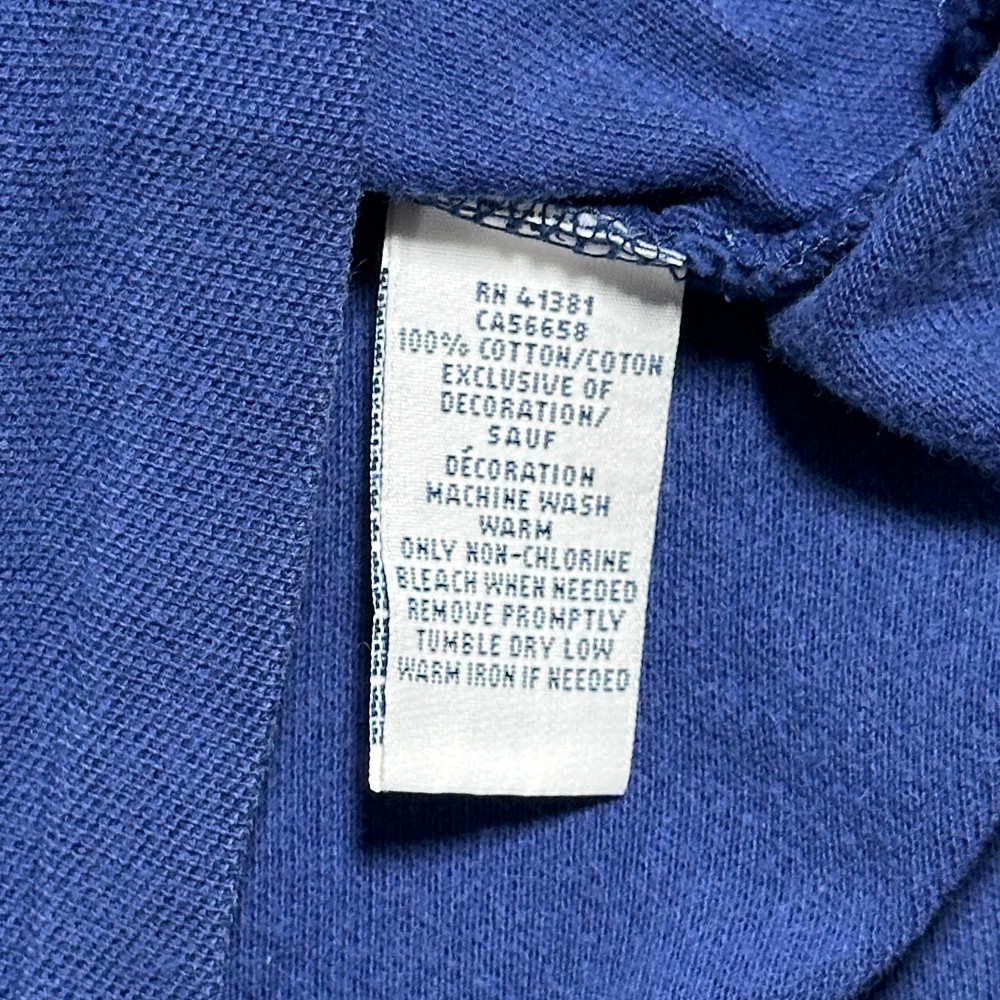 RN 41381
CA56658
100% COTTON/COTON
EXCLUSIVE OF
DECORATION/
SAUF
DÉCORATION
MACHINE WASH
WARM
ONLY NON-CHLORINE
BLEACH WHEN NEEDED
REMOVE PROMPTLY
TUMBLE DRY LOW
WARM IRON IF NEEDED